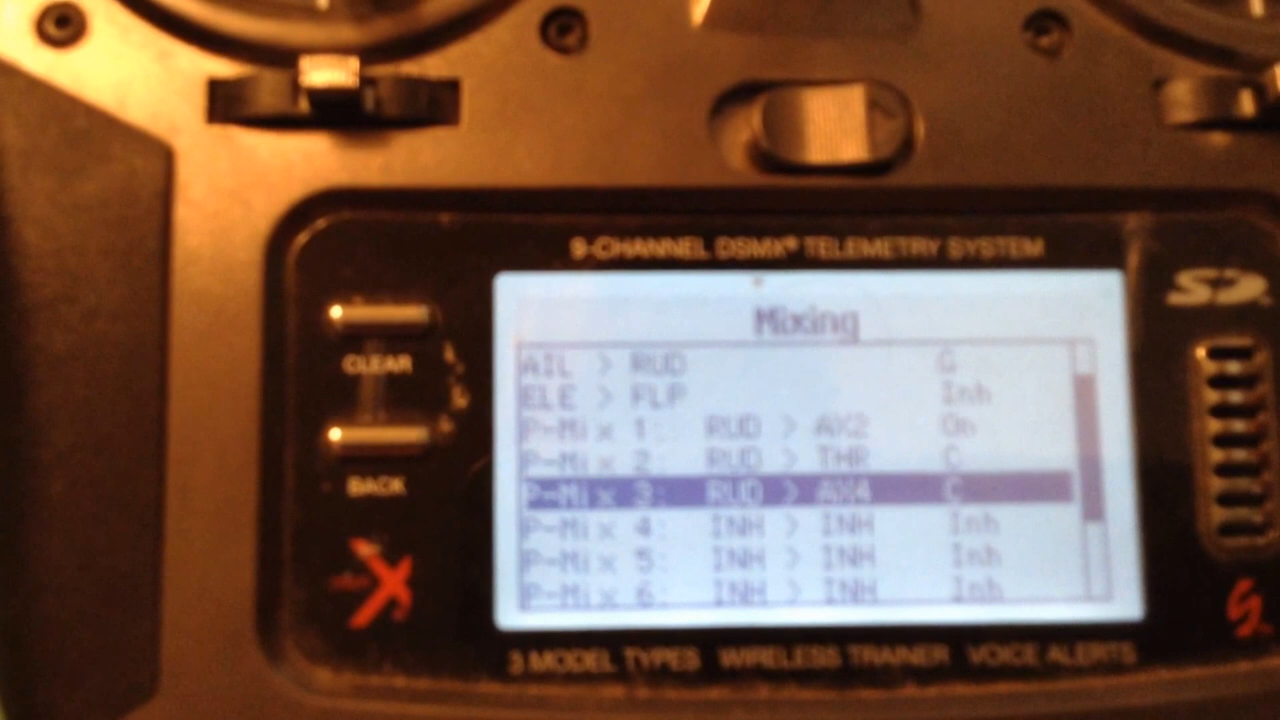 9-CHANNEL DSMX® TELEMETRY SYSTEM
Mixing
AIL > RUD G
ELE > FLP Inh
P-Mix 1: RUD > AX2 On
P-Mix 2: RUD > THR C
P-Mix 3: RUD > AX4 C
P-Mix 4: INH > INH Inh
P-Mix 5: INH > INH Inh
P-Mix 6: INH > INH Inh
CLEAR
BACK
X
SD
3 MODEL TYPES WIRELESS TRAINER VOICE ALERTS